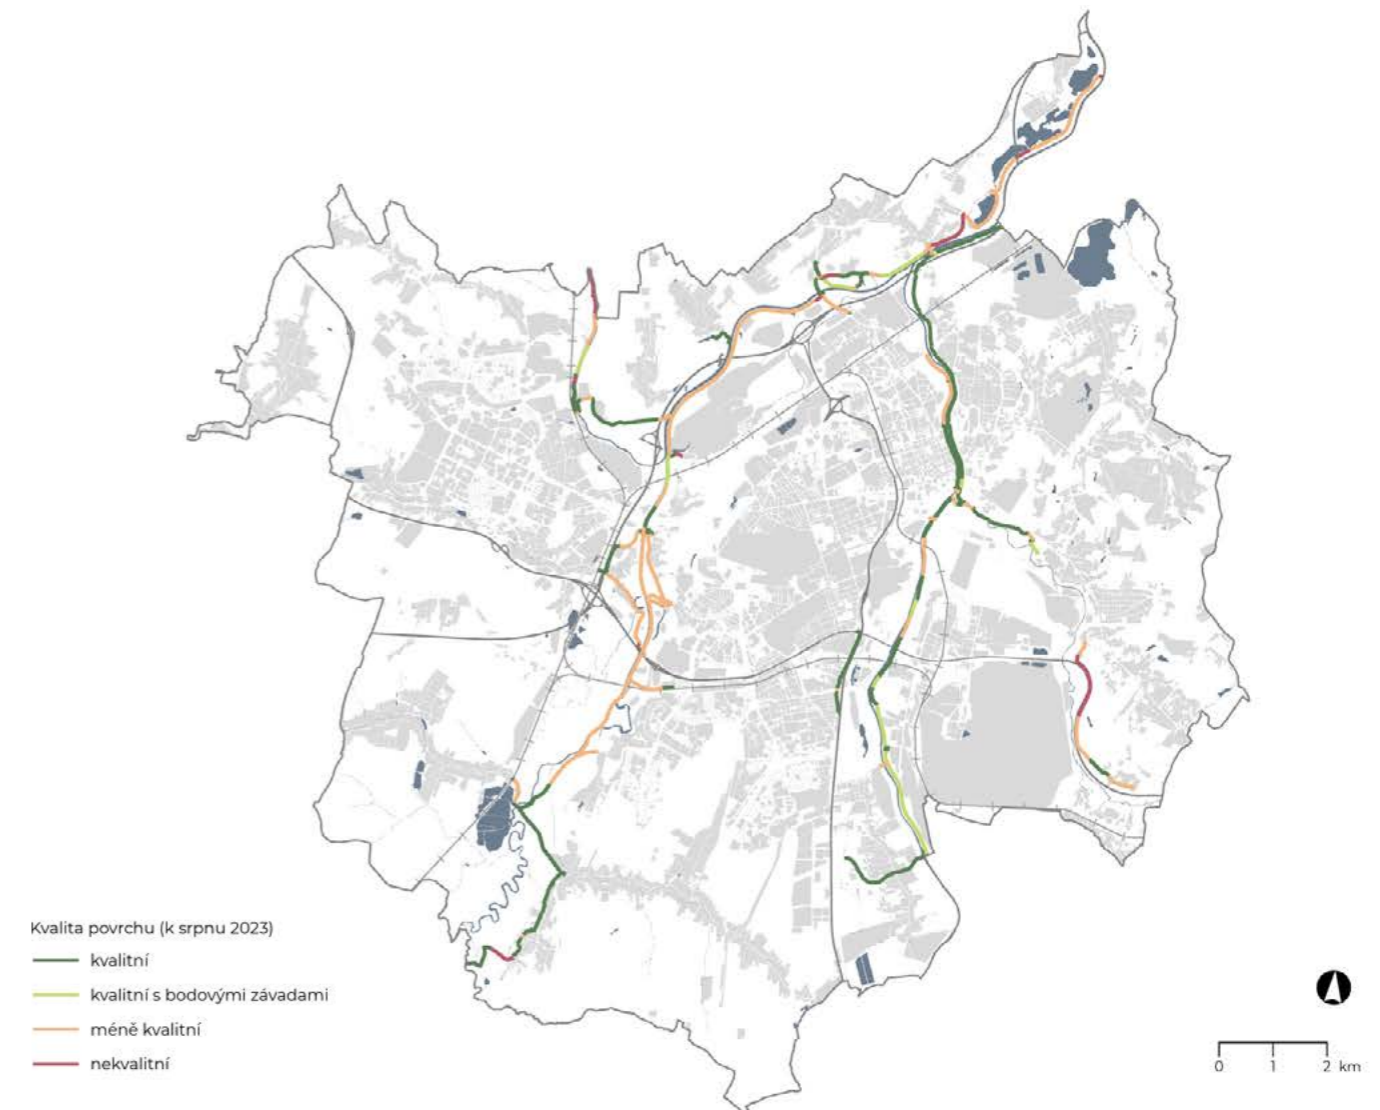 Kvalita povrchu (k srpnu 2023)
kvalitní
kvalitní s bodovými závadami
méně kvalitní
nekvalitní
0 1 2 km